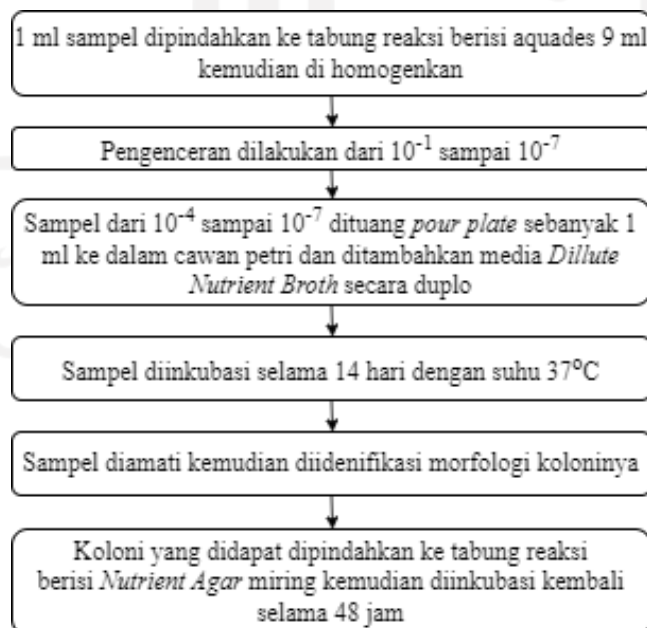 1 ml sampel dipindahkan ke tabung reaksi berisi aquades 9 ml
kemudian di homogenkan
Pengenceran dilakukan dari 10⁻¹ sampai 10⁻⁷
Sampel dari 10⁻⁴ sampai 10⁻⁷ dituang pour plate sebanyak 1
ml ke dalam cawan petri dan ditambahkan media Dillute
Nutrient Broth secara duplo
Sampel diinkubasi selama 14 hari dengan suhu 37⁰C
Sampel diamati kemudian diidenifikasi morfologi koloninya
Koloni yang didapat dipindahkan ke tabung reaksi
berisi Nutrient Agar miring kemudian diinkubasi kembali
selama 48 jam